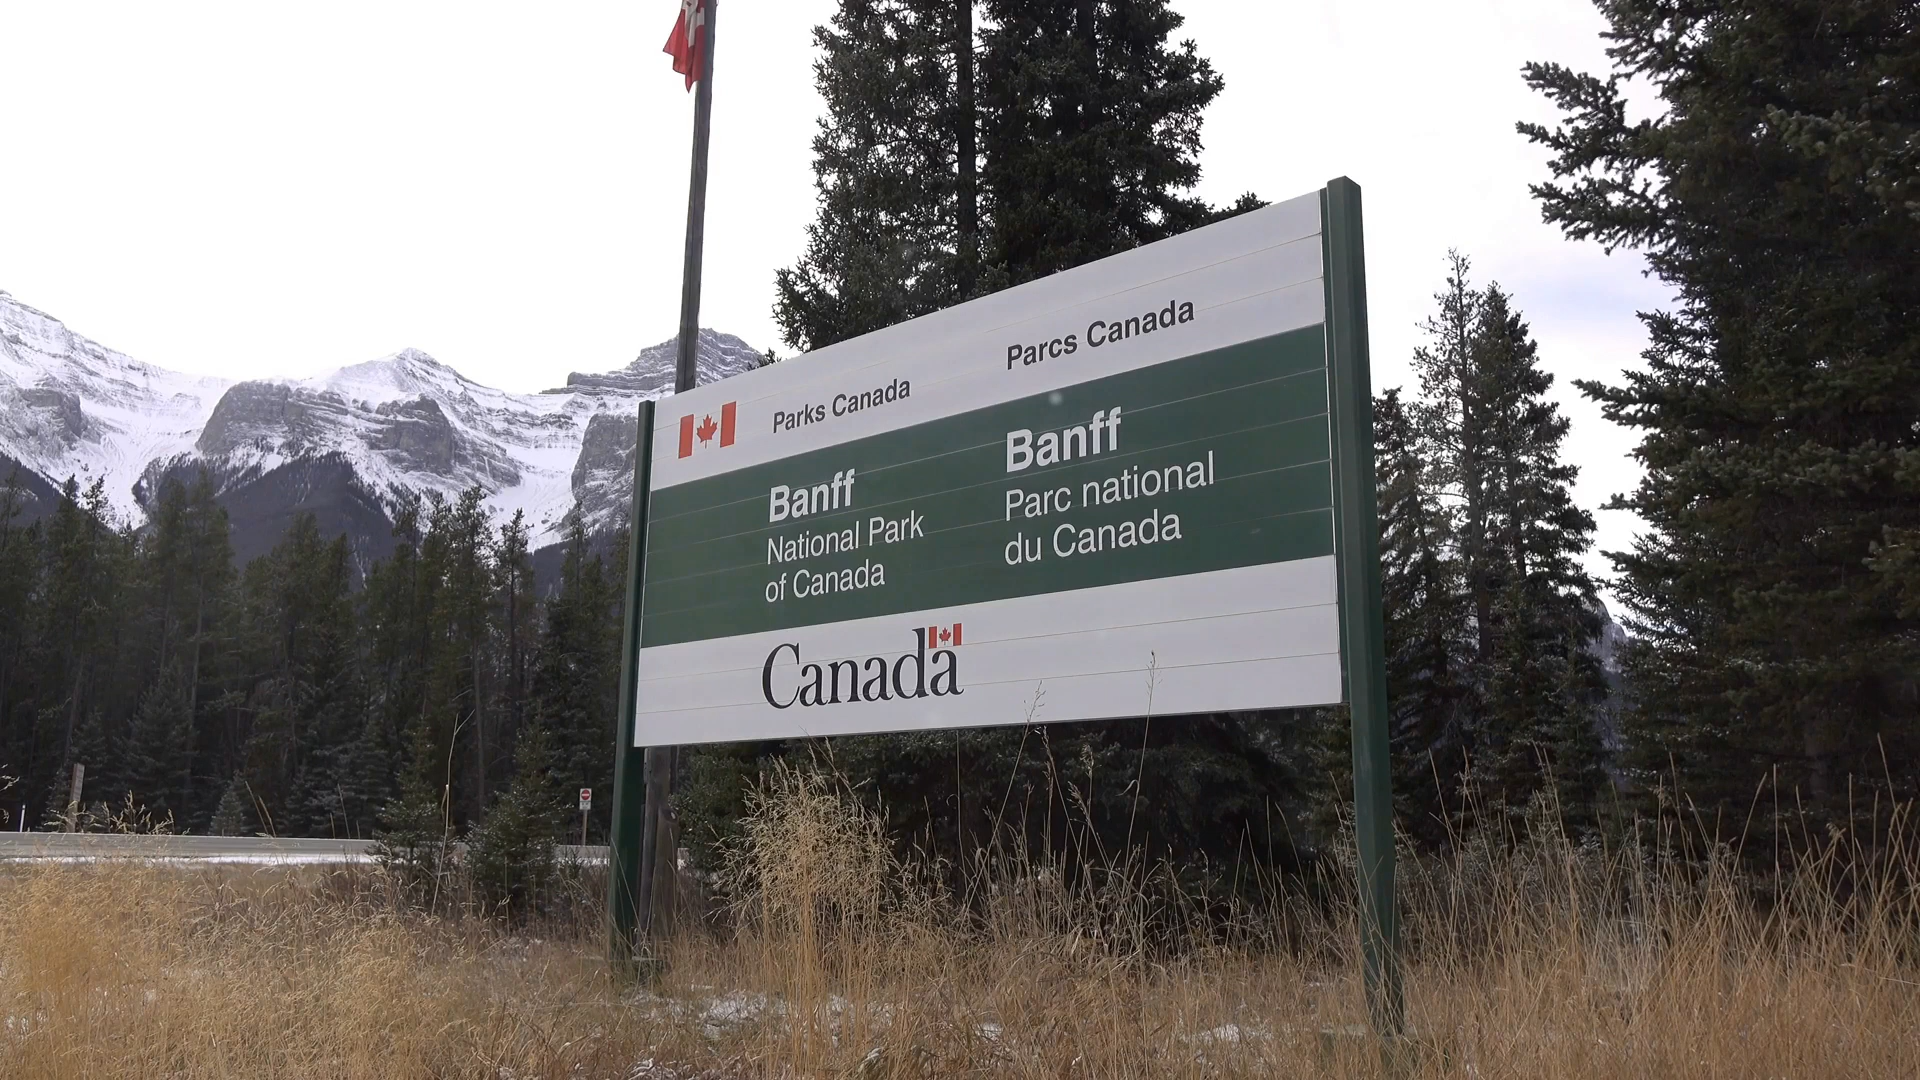 Parks Canada
Parcs Canada
Banff
National Park
of Canada
Banff
Parc national
du Canada
Canada